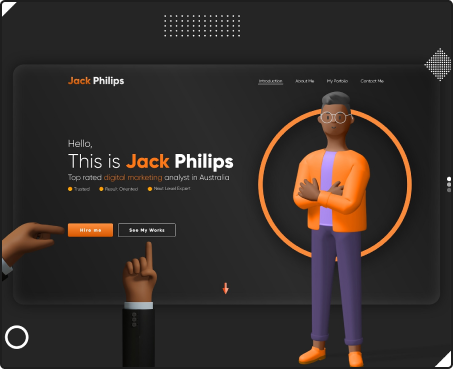 Jack Philips
Introduction
About Me
My Portfolio
Contact Me
Hello,
This is Jack Philips
Top rated digital marketing analyst in Australia
Trusted
Result Oriented
Next Level Expert
Hire me
See My Works